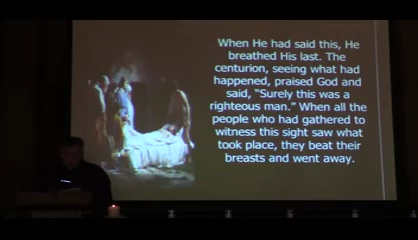 When He had said this, He
breathed His last. The
centurion, seeing what had
happened, praised God and
said, “Surely this was a
righteous man.” When all the
people who had gathered to
witness this sight saw what
took place, they beat their
breasts and went away.